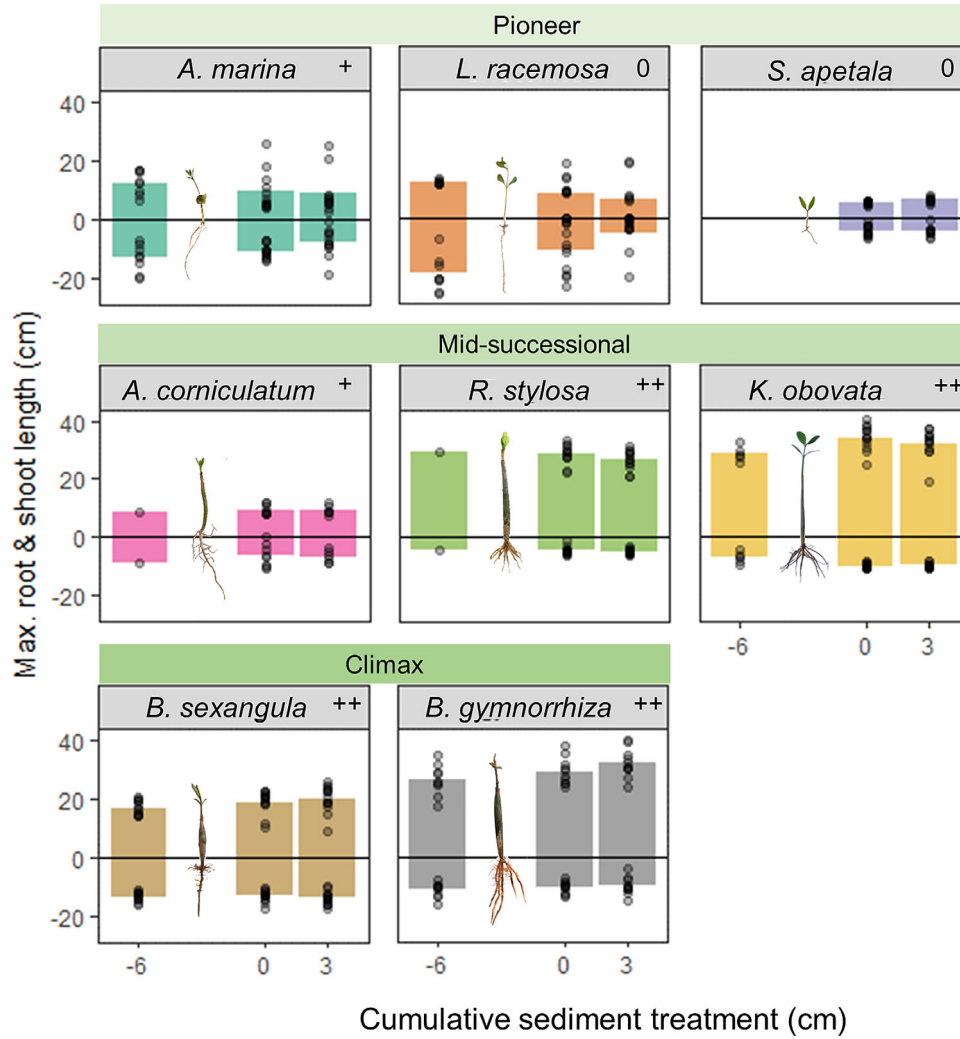 Pioneer
A. marina +
L. racemosa 0
S. apetala 0
40
20
0
-20
Mid-successional
A. corniculatum +
R. stylosa ++
K. obovata ++
40
20
0
-20
-6 0 3
Climax
B. sexangula ++
B. gymnorrhiza ++
40
20
0
-20
-6 0 3
-6 0 3
Max. root & shoot length (cm)
Cumulative sediment treatment (cm)